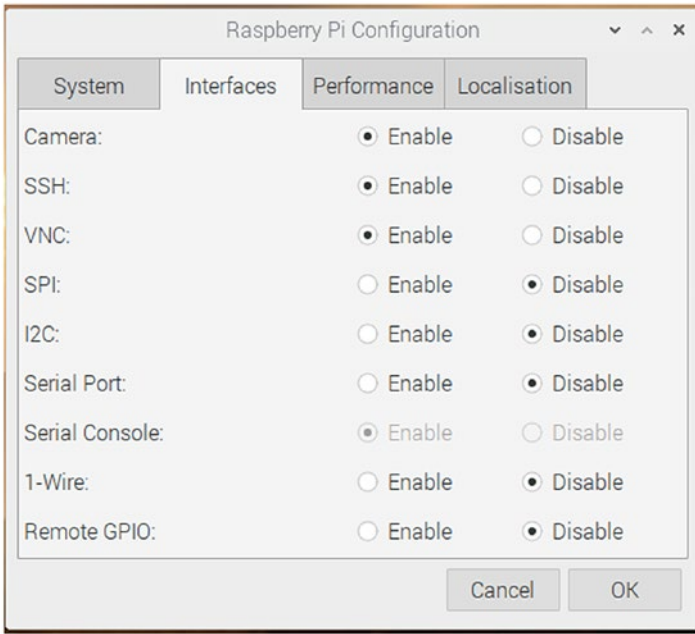 Raspberry Pi Configuration
System Interfaces Performance Localisation
Camera: Enable Disable
SSH: Enable Disable
VNC: Enable Disable
SPI: Enable Disable
I2C: Enable Disable
Serial Port: Enable Disable
Serial Console: Enable Disable
1-Wire: Enable Disable
Remote GPIO: Enable Disable
Cancel OK